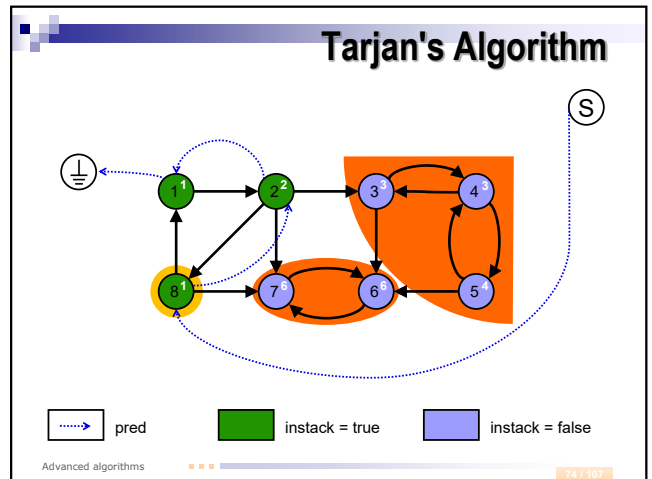 Tarjan's Algorithm
S
1 1
2 2
3 3
4 3
8 1
7 6
6 6
5 4
pred
instack = true
instack = false
Advanced algorithms
74 / 107